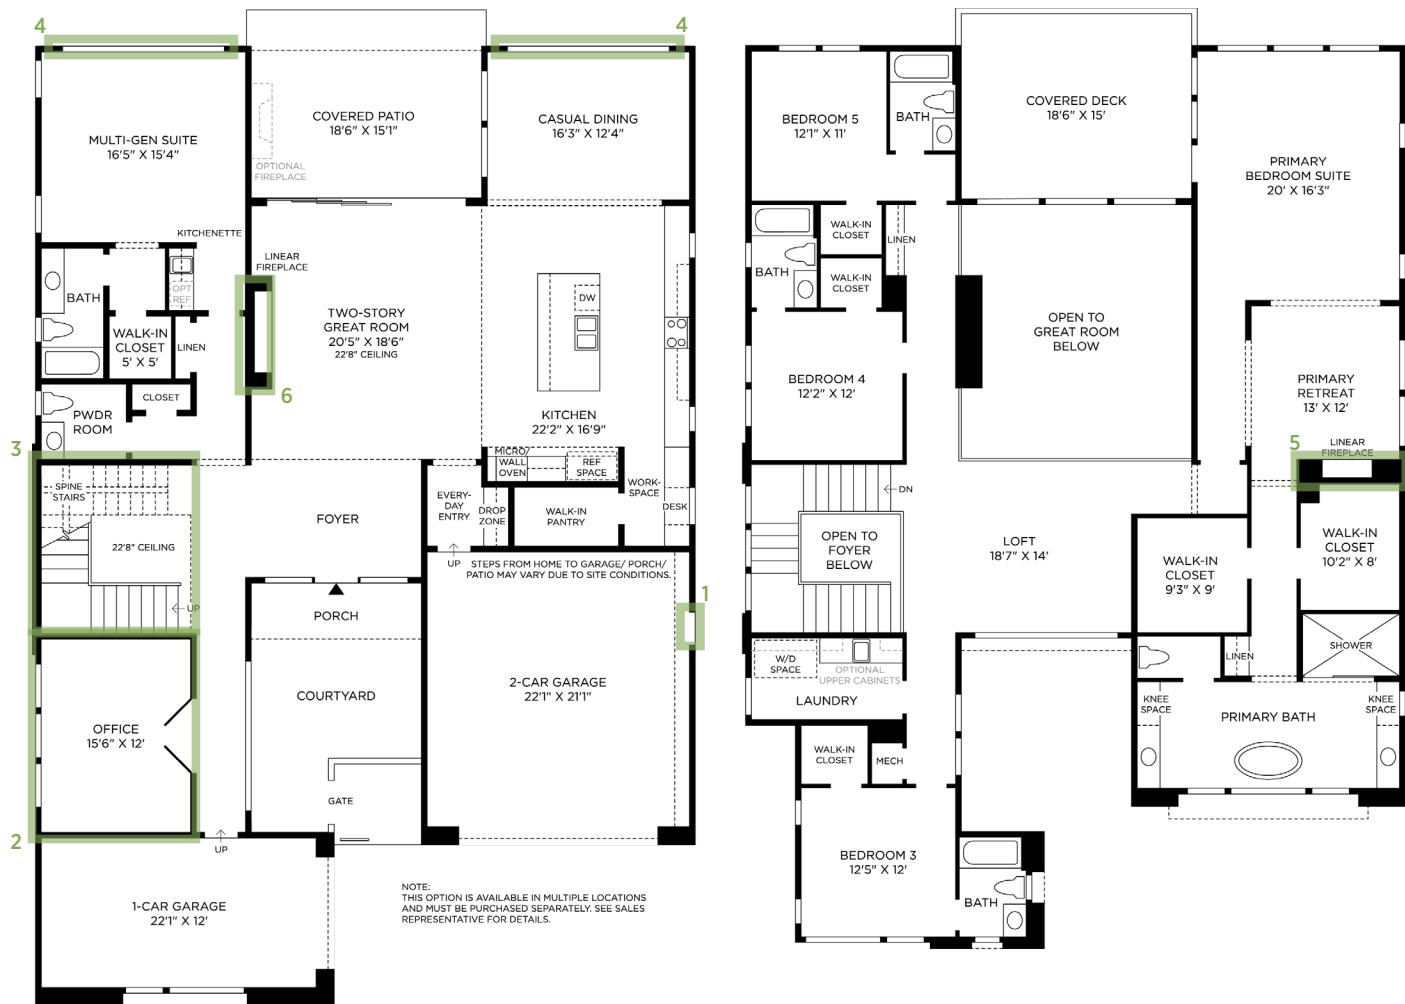 4
4
MULTI-GEN SUITE
16'5" X 15'4"
COVERED PATIO
18'6" X 15'1"
OPTIONAL
FIREPLACE
CASUAL DINING
16'3" X 12'4"
KITCHENETTE
LINEAR
FIREPLACE
OPT
REF
BATH
WALK-IN
CLOSET
5' X 5'
LINEN
TWO-STORY
GREAT ROOM
20'5" X 18'6"
22'8" CEILING
DW
6
CLOSET
PWDR
ROOM
KITCHEN
22'2" X 16'9"
MICRO/
WALL
OVEN
REF
SPACE
3
SPINE
STAIRS
22'8" CEILING
UP
FOYER
EVERY-
DAY
ENTRY
DROP
ZONE
WALK-IN
PANTRY
WORK-
SPACE
DESK
UP
STEPS FROM HOME TO GARAGE/ PORCH/
PATIO MAY VARY DUE TO SITE CONDITIONS.
PORCH
1
OFFICE
15'6" X 12'
COURTYARD
2-CAR GARAGE
22'1" X 21'1"
GATE
2
UP
1-CAR GARAGE
22'1" X 12'
NOTE:
THIS OPTION IS AVAILABLE IN MULTIPLE LOCATIONS
AND MUST BE PURCHASED SEPARATELY. SEE SALES
REPRESENTATIVE FOR DETAILS.
BEDROOM 5
12'1" X 11'
BATH
COVERED DECK
18'6" X 15'
PRIMARY
BEDROOM SUITE
20' X 16'3"
WALK-IN
CLOSET
LINEN
BATH
WALK-IN
CLOSET
OPEN TO
GREAT ROOM
BELOW
BEDROOM 4
12'2" X 12'
PRIMARY
RETREAT
13' X 12'
5
LINEAR
FIREPLACE
DN
OPEN TO
FOYER
BELOW
LOFT
18'7" X 14'
WALK-IN
CLOSET
9'3" X 9'
WALK-IN
CLOSET
10'2" X 8'
W/D
SPACE
OPTIONAL
UPPER CABINETS
LAUNDRY
LINEN
SHOWER
KNEE
SPACE
PRIMARY BATH
KNEE
SPACE
WALK-IN
CLOSET
MECH
BEDROOM 3
12'5" X 12'
BATH